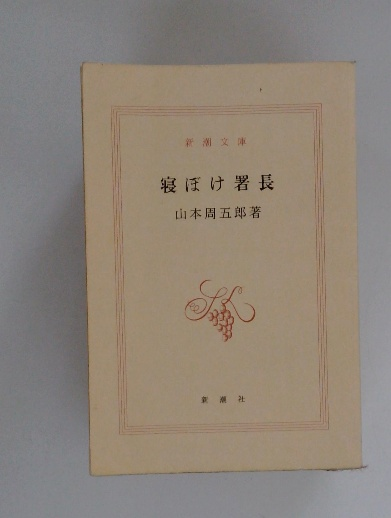 新潮文庫
寝ぼけ署長
山本周五郎著
新潮社